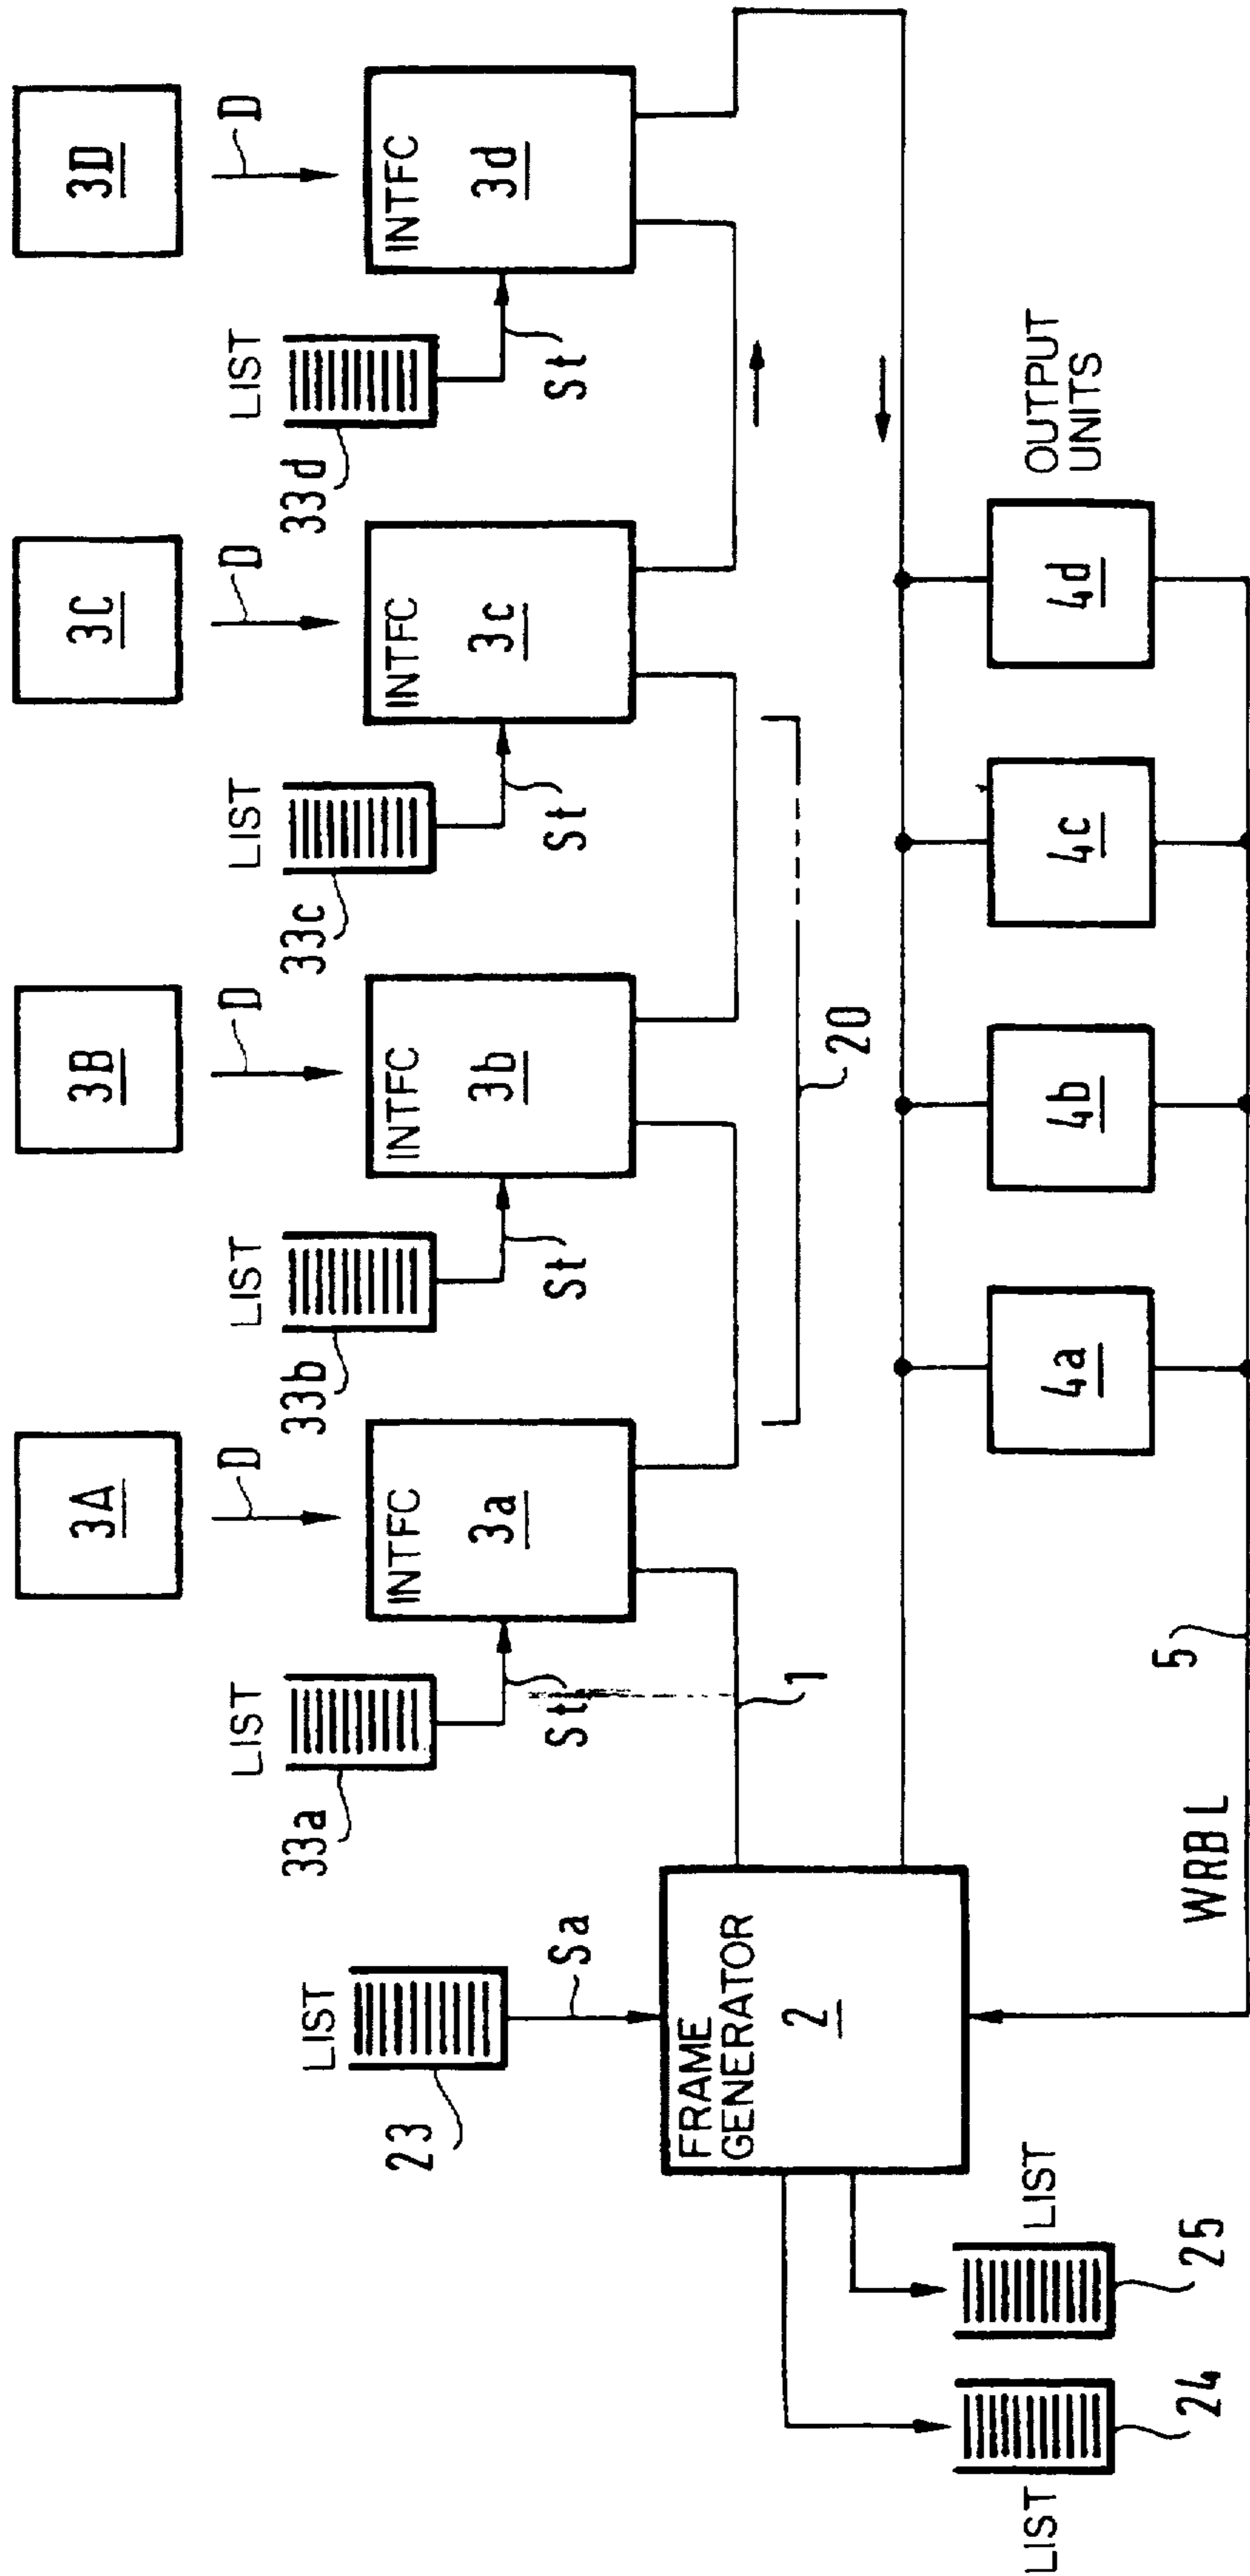 3A
3B
3C
3D
D
D
D
D
LIST
LIST
LIST
LIST
33a
33b
33c
33d
INTFC
3a
INTFC
3b
INTFC
3c
INTFC
3d
St
St
St
St
LIST
23
Sa
1
20
FRAME
GENERATOR
2
OUTPUT
UNITS
4a
4b
4c
4d
LIST
24
LIST
25
WRBL
5